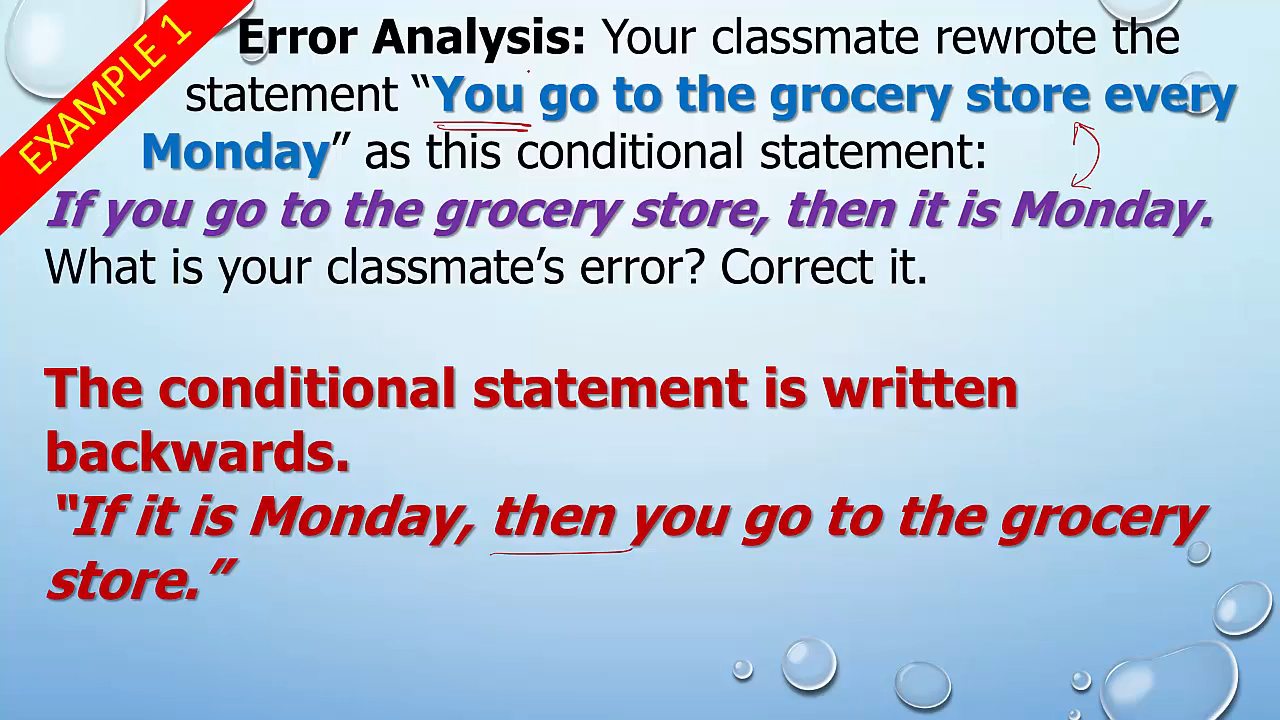 EXAMPLE 1
Error Analysis: Your classmate rewrote the
statement “You go to the grocery store every
Monday” as this conditional statement:
If you go to the grocery store, then it is Monday.
What is your classmate’s error? Correct it.
The conditional statement is written
backwards.
“If it is Monday, then you go to the grocery
store.”